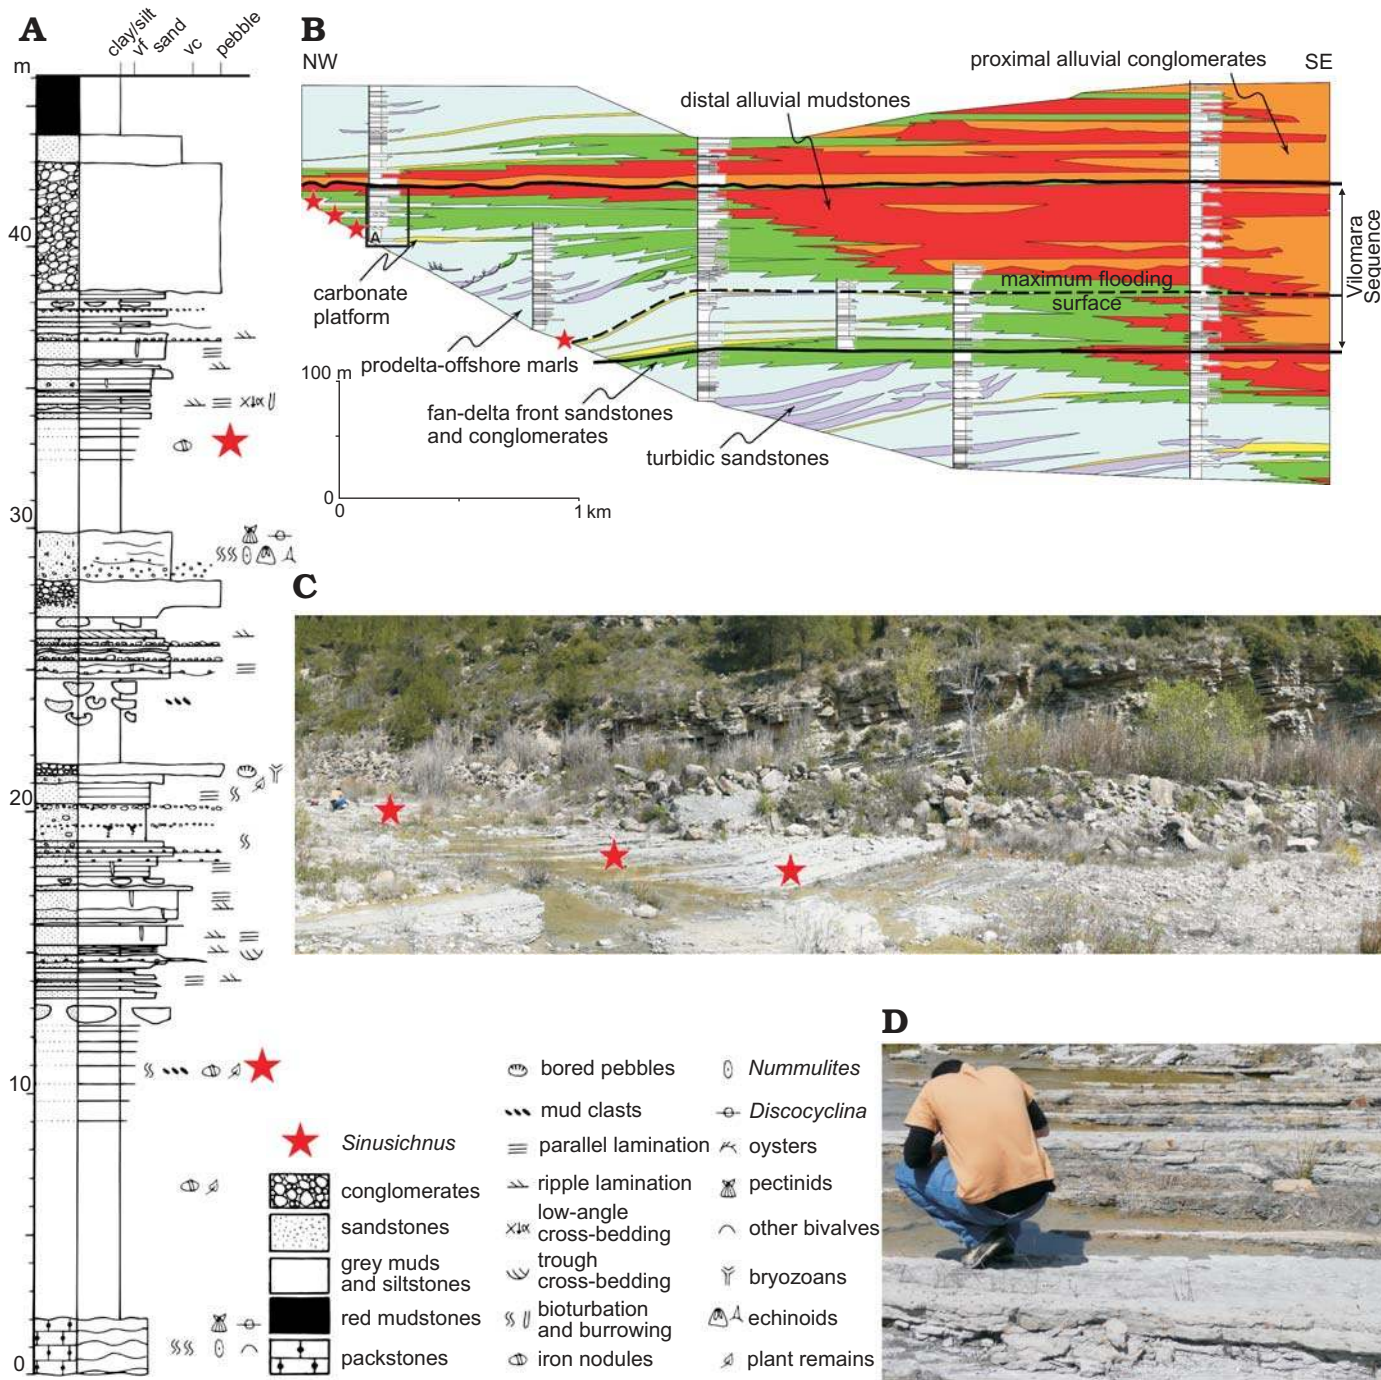 A
m
clay/silt
vf
sand
vc
pebble
40
30
20
10
0
B
NW
SE
proximal alluvial conglomerates
distal alluvial mudstones
A
carbonate
platform
prodelta-offshore marls
maximum flooding
surface
Vilomara
Sequence
100 m
fan-delta front sandstones
and conglomerates
turbidic sandstones
0
0
1 km
C
D
Sinusichnus
conglomerates
sandstones
grey muds
and siltstones
red mudstones
packstones
bored pebbles
mud clasts
parallel lamination
ripple lamination
low-angle
cross-bedding
trough
cross-bedding
bioturbation
and burrowing
iron nodules
Nummulites
Discocyclina
oysters
pectinids
other bivalves
bryozoans
echinoids
plant remains